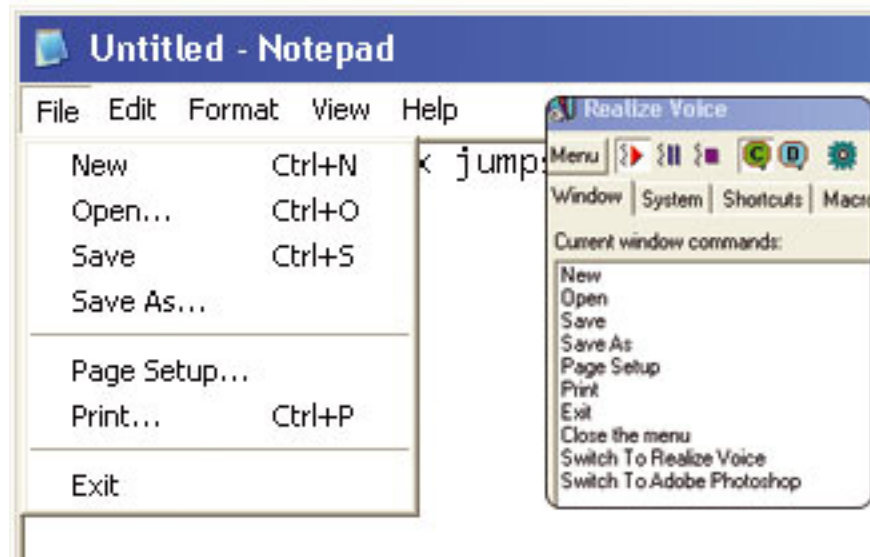 Untitled - Notepad
File Edit Format View Help
New Ctrl+N
Open... Ctrl+O
Save Ctrl+S
Save As...
Page Setup...
Print... Ctrl+P
Exit
x jumps
Realize Voice
Menu C D
Window System Shortcuts Macro
Current window commands:
New
Open
Save
Save As
Page Setup
Print
Exit
Close the menu
Switch To Realize Voice
Switch To Adobe Photoshop